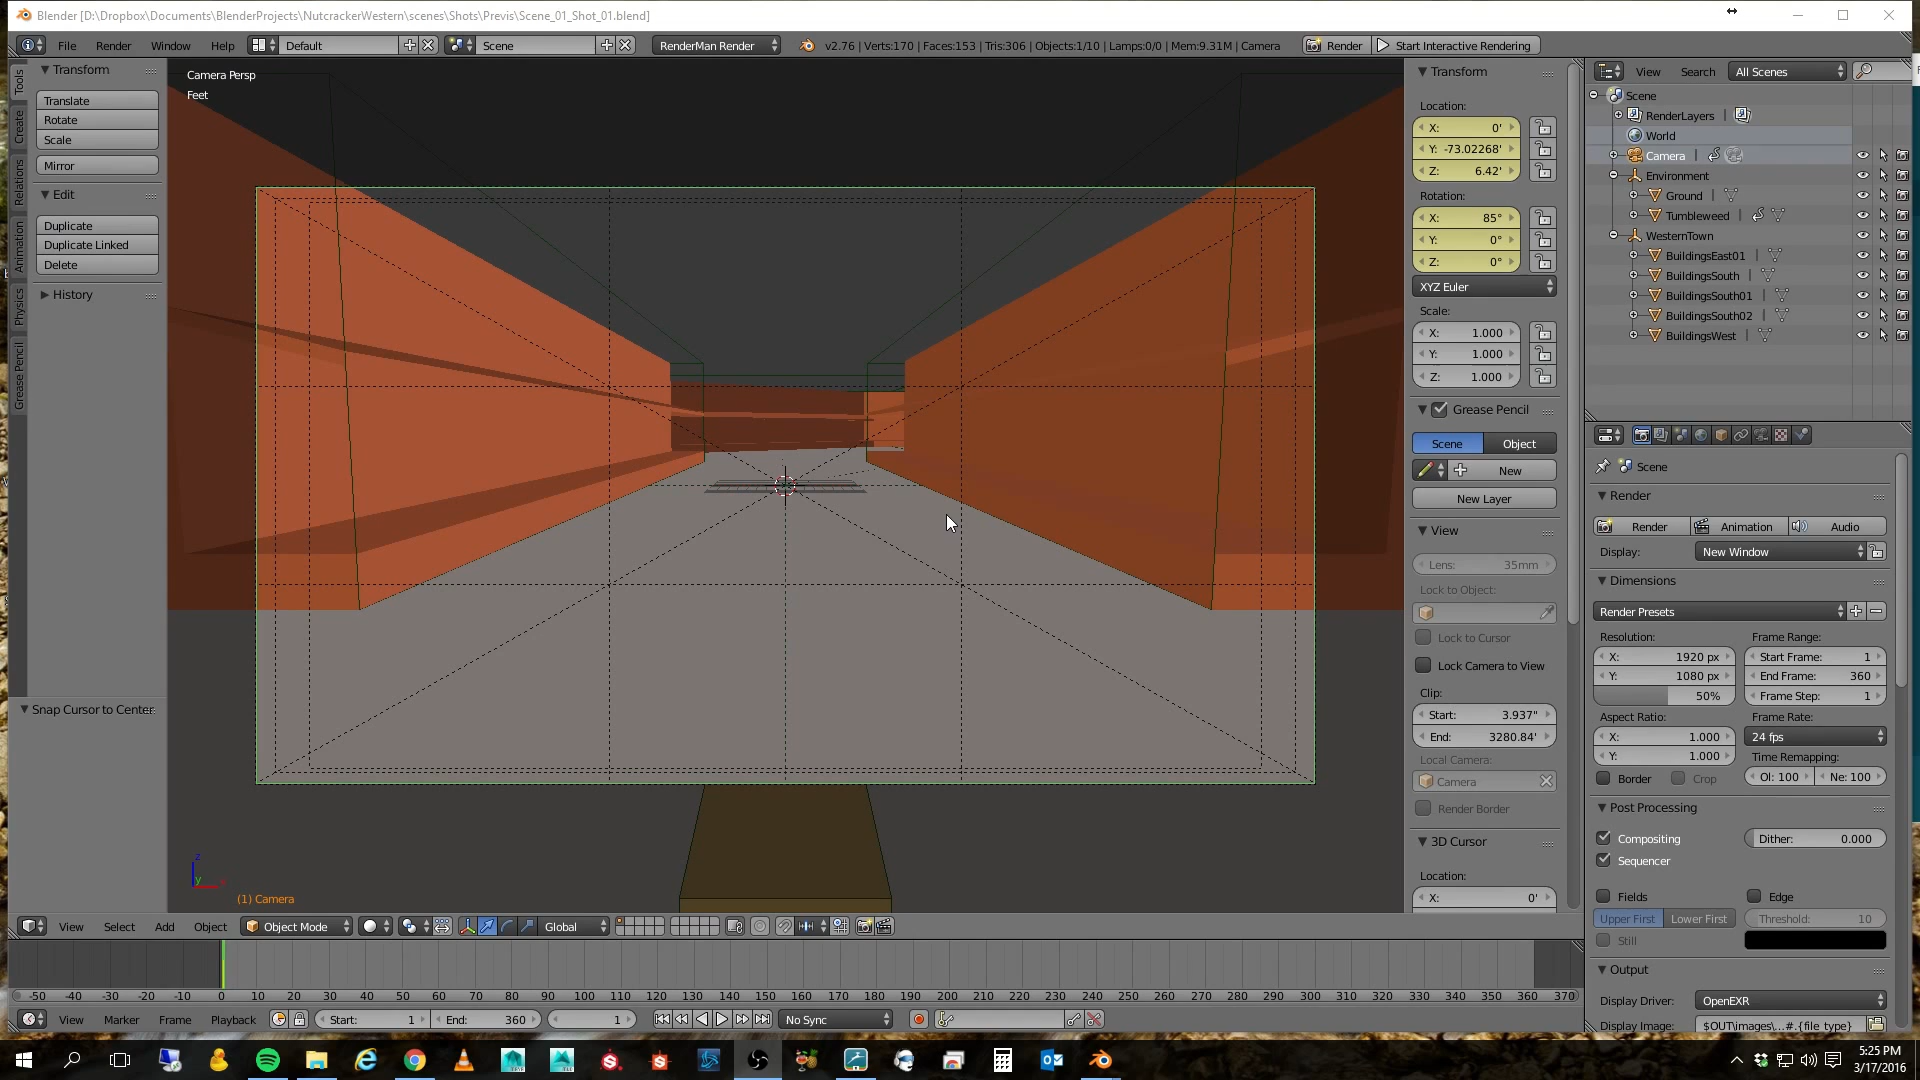 Blender [D:\Dropbox\Documents\BlenderProjects\NutcrackerWestern\scenes\Shots\Previs\Scene_01_Shot_01.blend]
File Render Window Help Default Scene RenderMan Render v2.76 | Verts:170 | Faces:153 | Tris:306 | Objects:1/10 | Lamps:0/0 | Mem:9.31M | Camera Render Start Interactive Rendering
Tools
Create
Relations
Animation
Physics
Grease Pencil
Transform
Translate
Rotate
Scale
Mirror
Edit
Duplicate
Duplicate Linked
Delete
History
Snap Cursor to Center
Camera Persp
Feet
z
y
x
(1) Camera
Transform
Location:
X: 0'
Y: -73.02268'
Z: 6.42'
Rotation:
X: 85°
Y: 0°
Z: 0°
XYZ Euler
Scale:
X: 1.000
Y: 1.000
Z: 1.000
Grease Pencil
Scene Object
New
New Layer
View
Lens: 35mm
Lock to Object:
Lock to Cursor
Lock Camera to View
Clip:
Start: 3.937"
End: 3280.84'
Local Camera:
Camera
Render Border
3D Cursor
Location:
X: 0'
View Search All Scenes
Scene
RenderLayers |
World
Camera |
Environment
Ground |
Tumbleweed |
WesternTown
BuildingsEast01 |
BuildingsSouth |
BuildingsSouth01 |
BuildingsSouth02 |
BuildingsWest |
Scene
Render
Render Animation Audio
Display: New Window
Dimensions
Render Presets
Resolution: Frame Range:
X: 1920 px Start Frame: 1
Y: 1080 px End Frame: 360
50% Frame Step: 1
Aspect Ratio: Frame Rate:
X: 1.000 24 fps
Y: 1.000 Time Remapping:
Border Crop Ol: 100 Ne: 100
Post Processing
Compositing Dither: 0.000
Sequencer
Fields Edge
Upper First Lower First Threshold: 10
Still
Output
Display Driver: OpenEXR
Display Image: $OUT\images\...#.{file_type}
View Select Add Object Object Mode Global
-50 -40 -30 -20 -10 0 10 20 30 40 50 60 70 80 90 100 110 120 130 140 150 160 170 180 190 200 210 220 230 240 250 260 270 280 290 300 310 320 330 340 350 360 370
View Marker Frame Playback Start: 1 End: 360 1 No Sync
5:25 PM
3/17/2016